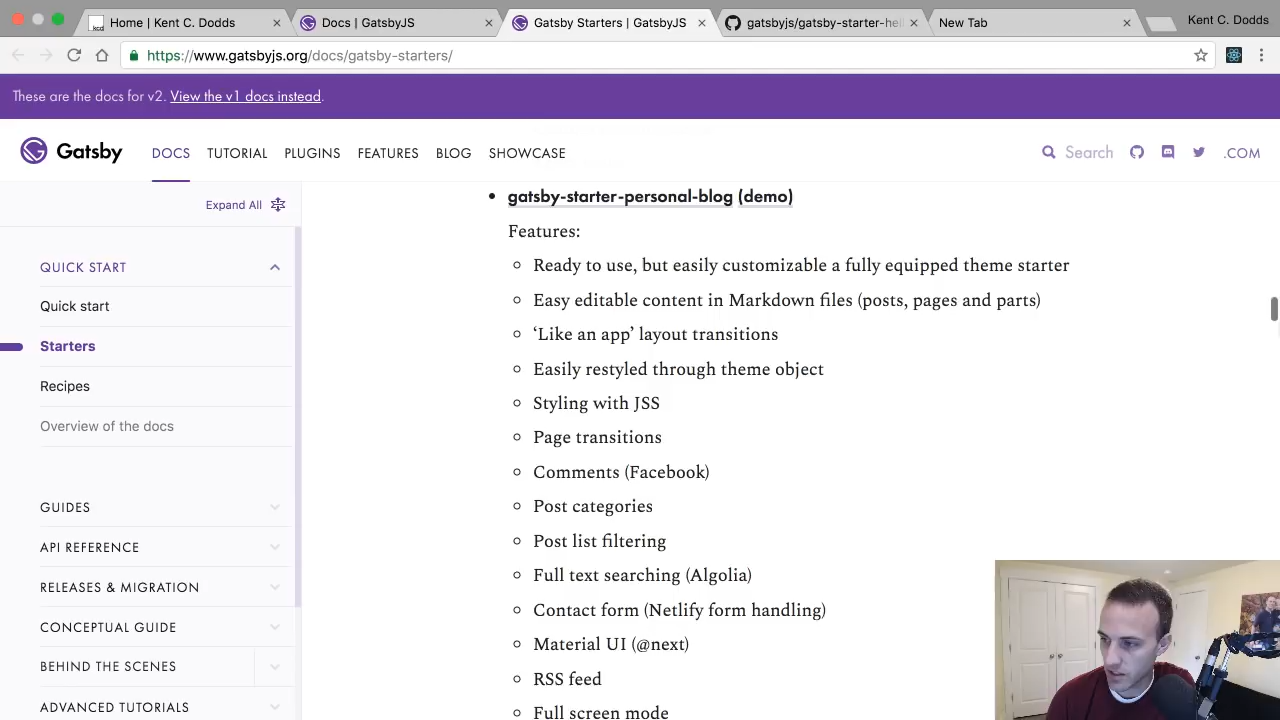 Home | Kent C. Dodds
Docs | GatsbyJS
Gatsby Starters | GatsbyJS
gatsbyjs/gatsby-starter-hell
New Tab
Kent C. Dodds
https://www.gatsbyjs.org/docs/gatsby-starters/
These are the docs for v2. View the v1 docs instead.
Gatsby
DOCS
TUTORIAL
PLUGINS
FEATURES
BLOG
SHOWCASE
Search
.COM
Expand All
QUICK START
Quick start
Starters
Recipes
Overview of the docs
GUIDES
API REFERENCE
RELEASES & MIGRATION
CONCEPTUAL GUIDE
BEHIND THE SCENES
ADVANCED TUTORIALS
gatsby-starter-personal-blog (demo)
Features:
Ready to use, but easily customizable a fully equipped theme starter
Easy editable content in Markdown files (posts, pages and parts)
‘Like an app’ layout transitions
Easily restyled through theme object
Styling with JSS
Page transitions
Comments (Facebook)
Post categories
Post list filtering
Full text searching (Algolia)
Contact form (Netlify form handling)
Material UI (@next)
RSS feed
Full screen mode